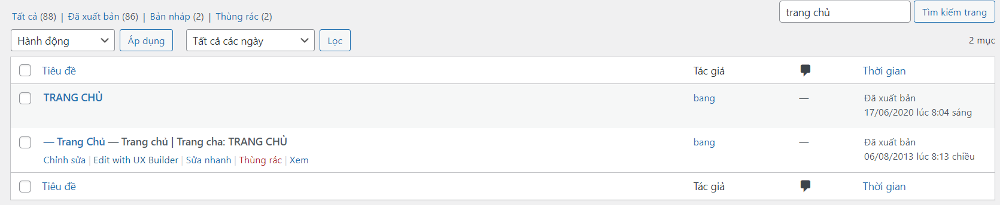 Tất cả (88) | Đã xuất bản (86) | Bản nháp (2) | Thùng rác (2)
trang chủ
Tìm kiếm trang
Hành động Áp dụng Tất cả các ngày Lọc
2 mục
Tiêu đề Tác giả Thời gian
TRANG CHỦ bang — Đã xuất bản
17/06/2020 lúc 8:04 sáng
— Trang Chủ — Trang chủ | Trang cha: TRANG CHỦ bang — Đã xuất bản
06/08/2013 lúc 8:13 chiều
Chỉnh sửa | Edit with UX Builder | Sửa nhanh | Thùng rác | Xem
Tiêu đề Tác giả Thời gian